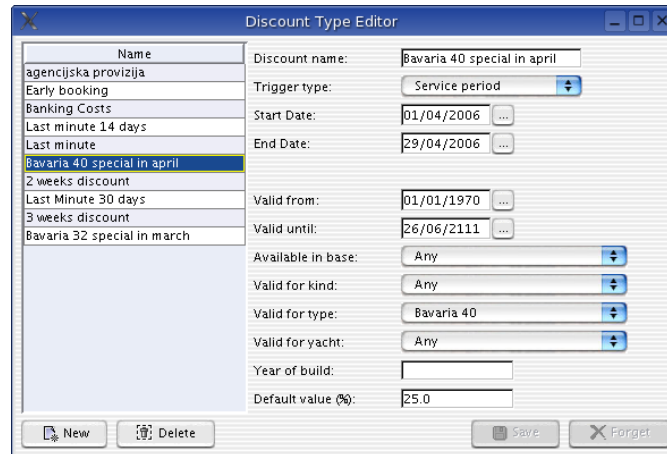 Discount Type Editor
Name
agencijska provizija
Early booking
Banking Costs
Last minute 14 days
Last minute
Bavaria 40 special in april
2 weeks discount
Last Minute 30 days
3 weeks discount
Bavaria 32 special in march
Discount name: Bavaria 40 special in april
Trigger type: Service period
Start Date: 01/04/2006 ...
End Date: 29/04/2006 ...
Valid from: 01/01/1970 ...
Valid until: 26/06/2111 ...
Available in base: Any
Valid for kind: Any
Valid for type: Bavaria 40
Valid for yacht: Any
Year of build:
Default value (%): 25.0
New Delete Save Forget